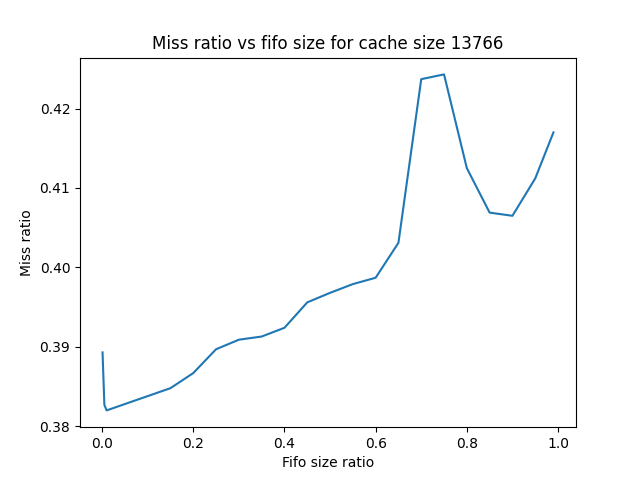 Miss ratio vs fifo size for cache size 13766
0.42
0.41
0.40
0.39
0.38
Miss ratio
0.0 0.2 0.4 0.6 0.8 1.0
Fifo size ratio